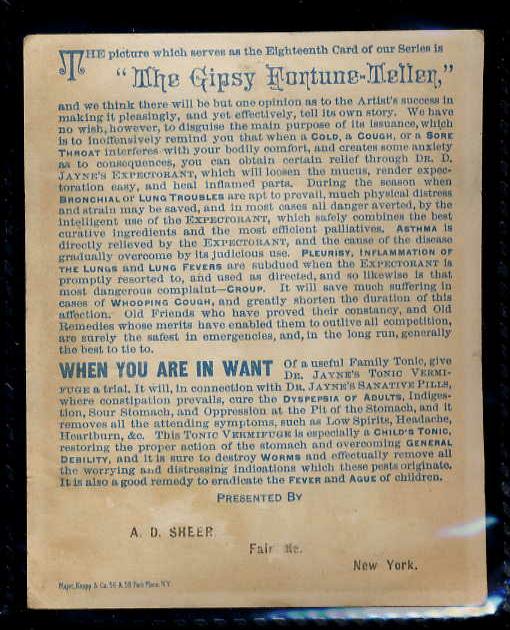 THE picture which serves as the Eighteenth Card of our Series is
"The Gipsy Fortune-Teller,"
and we think there will be but one opinion as to the Artist's success in
making it pleasingly, and yet effectively, tell its own story. We have
no wish, however, to disguise the main purpose of its issuance, which
is to inoffensively remind you that when a COLD, a COUGH, or a SORE
THROAT interferes with your bodily comfort, and creates some anxiety
as to consequences, you can obtain certain relief through DR. D.
JAYNE'S EXPECTORANT, which will loosen the mucus, render expec-
toration easy, and heal inflamed parts. During the season when
BRONCHIAL or LUNG TROUBLES are apt to prevail, much physical distress
and strain may be saved, and in most cases all danger averted, by the
intelligent use of the EXPECTORANT, which safely combines the best
curative ingredients and the most efficient palliatives. ASTHMA is
directly relieved by the EXPECTORANT, and the cause of the disease
gradually overcome by its judicious use. PLEURISY, INFLAMMATION OF
THE LUNGS and LUNG FEVERS are subdued when the EXPECTORANT is
promptly resorted to, and used as directed, and so likewise is that
most dangerous complaint—CROUP. It will save much suffering in
cases of WHOOPING COUGH, and greatly shorten the duration of this
affection. Old Friends who have proved their constancy, and Old
Remedies whose merits have enabled them to outlive all competition,
are surely the safest in emergencies, and, in the long run, generally
the best to tie to.
WHEN YOU ARE IN WANT Of a useful Family Tonic, give
DR. JAYNE'S TONIC VERMI-
FUGE a trial. It will, in connection with DR. JAYNE'S SANATIVE PILLS,
where constipation prevails, cure the DYSPEPSIA OF ADULTS, Indiges-
tion, Sour Stomach, and Oppression at the Pit of the Stomach, and it
removes all the attending symptoms, such as Low Spirits, Headache,
Heartburn, &c. This TONIC VERMIFUGE is especially a CHILD'S TONIC,
restoring the proper action of the stomach and overcoming GENERAL
DEBILITY, and it is sure to destroy WORMS and effectually remove all
the worrying and distressing indications which these pests originate.
It is also a good remedy to eradicate the FEVER and AGUE of children.
PRESENTED BY
A. D. SHEER
New York.
Major, Knapp & Co. 56 & 58 Park Place, N.Y.